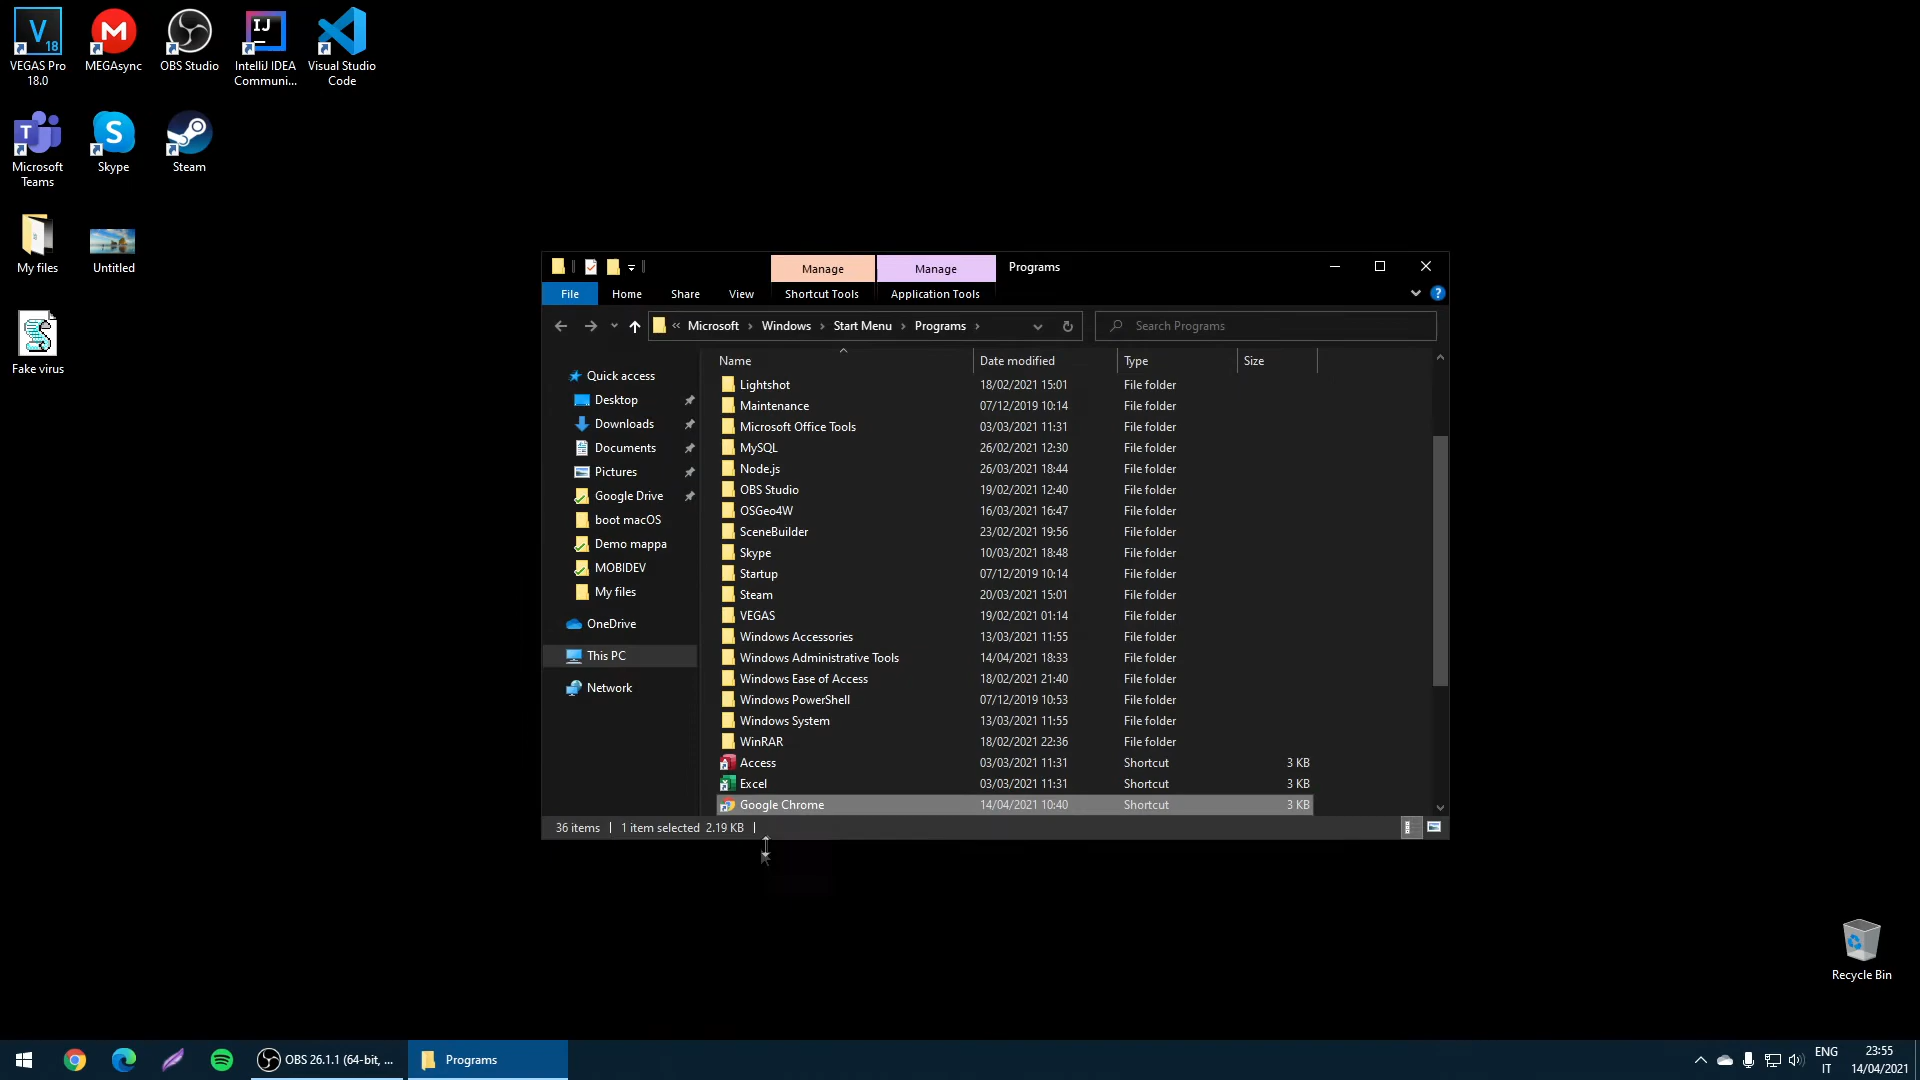 VEGAS Pro
18.0
MEGAsync
OBS Studio
IntelliJ IDEA
Communi...
Visual Studio
Code
Microsoft
Teams
Skype
Steam
My files
Untitled
Fake virus
Manage
Manage
Programs
File
Home
Share
View
Shortcut Tools
Application Tools
« Microsoft › Windows › Start Menu › Programs ›
Search Programs
Quick access
Desktop
Downloads
Documents
Pictures
Google Drive
boot macOS
Demo mappa
MOBIDEV
My files
OneDrive
This PC
Network
Name Date modified Type Size
Lightshot 18/02/2021 15:01 File folder
Maintenance 07/12/2019 10:14 File folder
Microsoft Office Tools 03/03/2021 11:31 File folder
MySQL 26/02/2021 12:30 File folder
Node.js 26/03/2021 18:44 File folder
OBS Studio 19/02/2021 12:40 File folder
OSGeo4W 16/03/2021 16:47 File folder
SceneBuilder 23/02/2021 19:56 File folder
Skype 10/03/2021 18:48 File folder
Startup 07/12/2019 10:14 File folder
Steam 20/03/2021 15:01 File folder
VEGAS 19/02/2021 01:14 File folder
Windows Accessories 13/03/2021 11:55 File folder
Windows Administrative Tools 14/04/2021 18:33 File folder
Windows Ease of Access 18/02/2021 21:40 File folder
Windows PowerShell 07/12/2019 10:53 File folder
Windows System 13/03/2021 11:55 File folder
WinRAR 18/02/2021 22:36 File folder
Access 03/03/2021 11:31 Shortcut 3 KB
Excel 03/03/2021 11:31 Shortcut 3 KB
Google Chrome 14/04/2021 10:40 Shortcut 3 KB
36 items 1 item selected 2.19 KB
Recycle Bin
OBS 26.1.1 (64-bit, ...
Programs
ENG
IT
23:55
14/04/2021